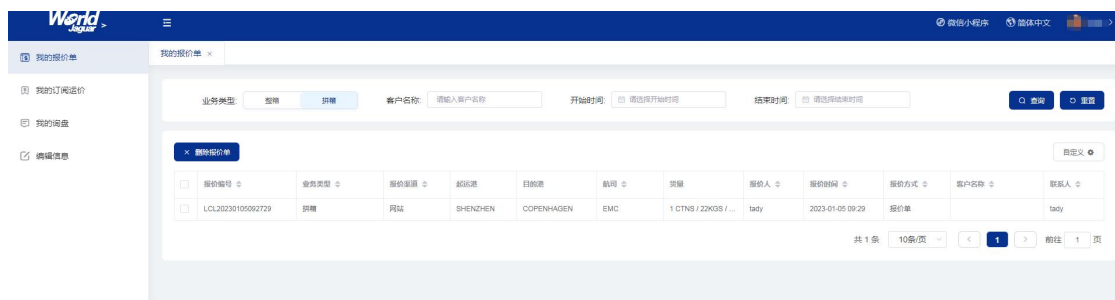 World
Jaguar
微信小程序 简体中文
我的报价单
我的订阅运价
我的询盘
编辑信息
我的报价单 ×
业务类型: 整箱 拼箱 客户名称: 请输入客户名称 开始时间: 请选择开始时间 结束时间: 请选择结束时间 查询 重置
× 删除报价单 自定义
报价编号 业务类型 报价渠道 起运港 目的港 船司 货量 报价人 报价时间 报价方式 客户名称 联系人
LCL20230105092729 拼箱 网站 SHENZHEN COPENHAGEN EMC 1 CTNS / 22KGS / ... tady 2023-01-05 09:29 报价单 tady
共 1 条 10条/页 < 1 > 前往 1 页